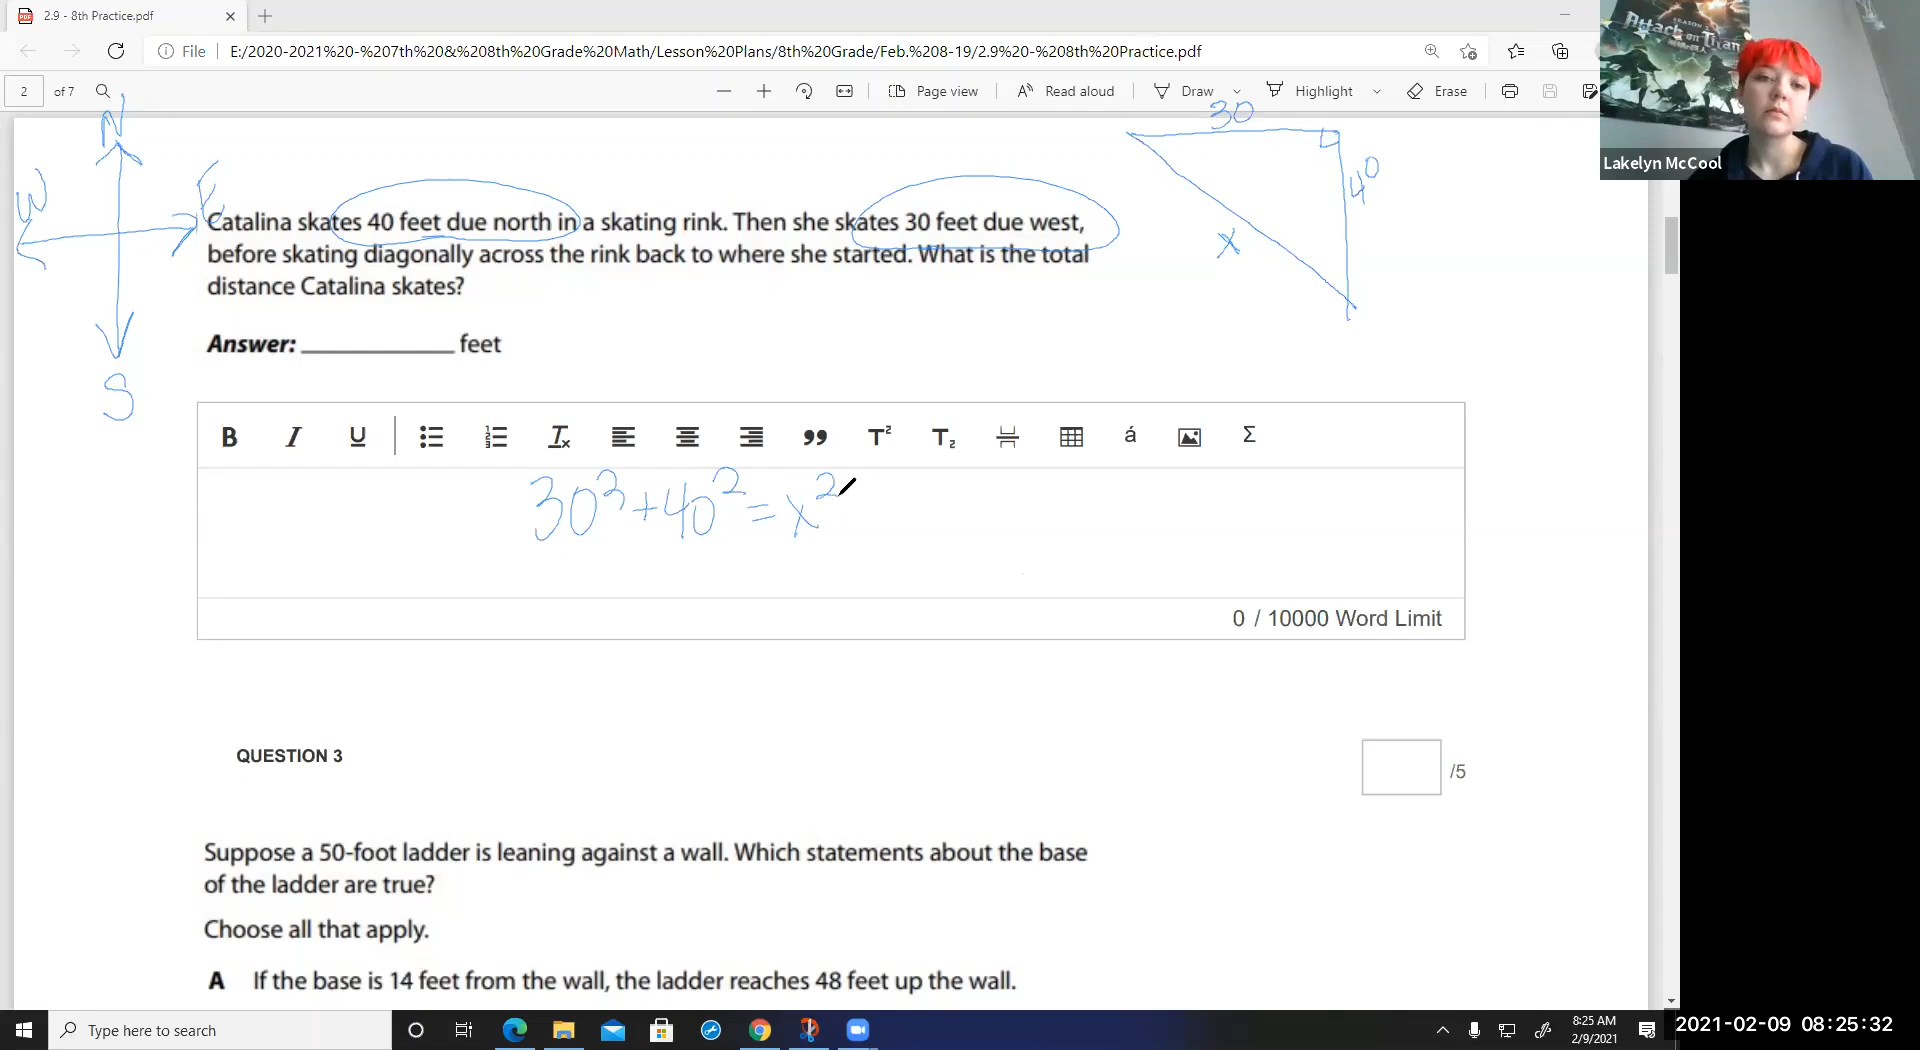 2.9 - 8th Practice.pdf
File E:/2020-2021%20-%207th%20&%208th%20Grade%20Math/Lesson%20Plans/8th%20Grade/Feb.%208-19/2.9%20-%208th%20Practice.pdf
2 of 7 Page view Read aloud Draw Highlight Erase
Attack on Titan
Lakelyn McCool
N
W
E
S
30
40
x
Catalina skates 40 feet due north in a skating rink. Then she skates 30 feet due west,
before skating diagonally across the rink back to where she started. What is the total
distance Catalina skates?
Answer: ____________ feet
B I U T² T₂ á Σ
30² + 40² = x²
0 / 10000 Word Limit
QUESTION 3
/5
Suppose a 50-foot ladder is leaning against a wall. Which statements about the base
of the ladder are true?
Choose all that apply.
A If the base is 14 feet from the wall, the ladder reaches 48 feet up the wall.
Type here to search
8:25 AM
2/9/2021
2021-02-09 08:25:32